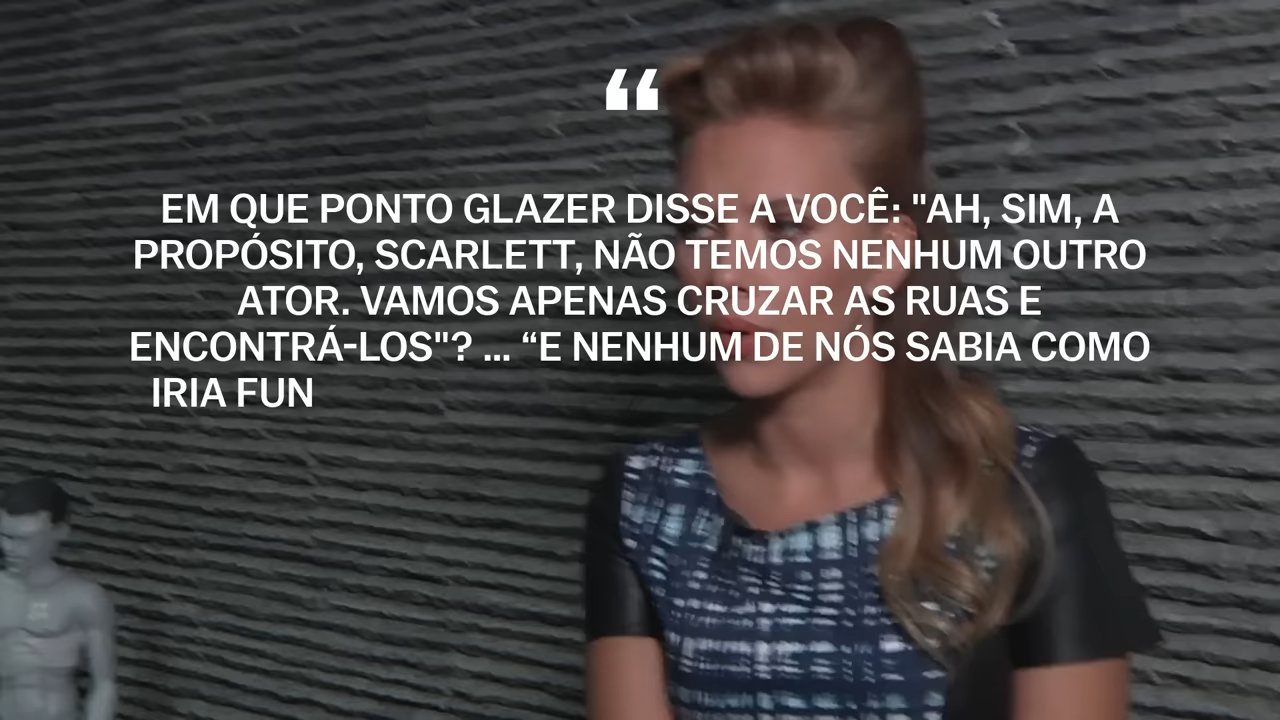 “
EM QUE PONTO GLAZER DISSE A VOCÊ: "AH, SIM, A
PROPÓSITO, SCARLETT, NÃO TEMOS NENHUM OUTRO
ATOR. VAMOS APENAS CRUZAR AS RUAS E
ENCONTRÁ-LOS"? ... “E NENHUM DE NÓS SABIA COMO
IRIA FUN